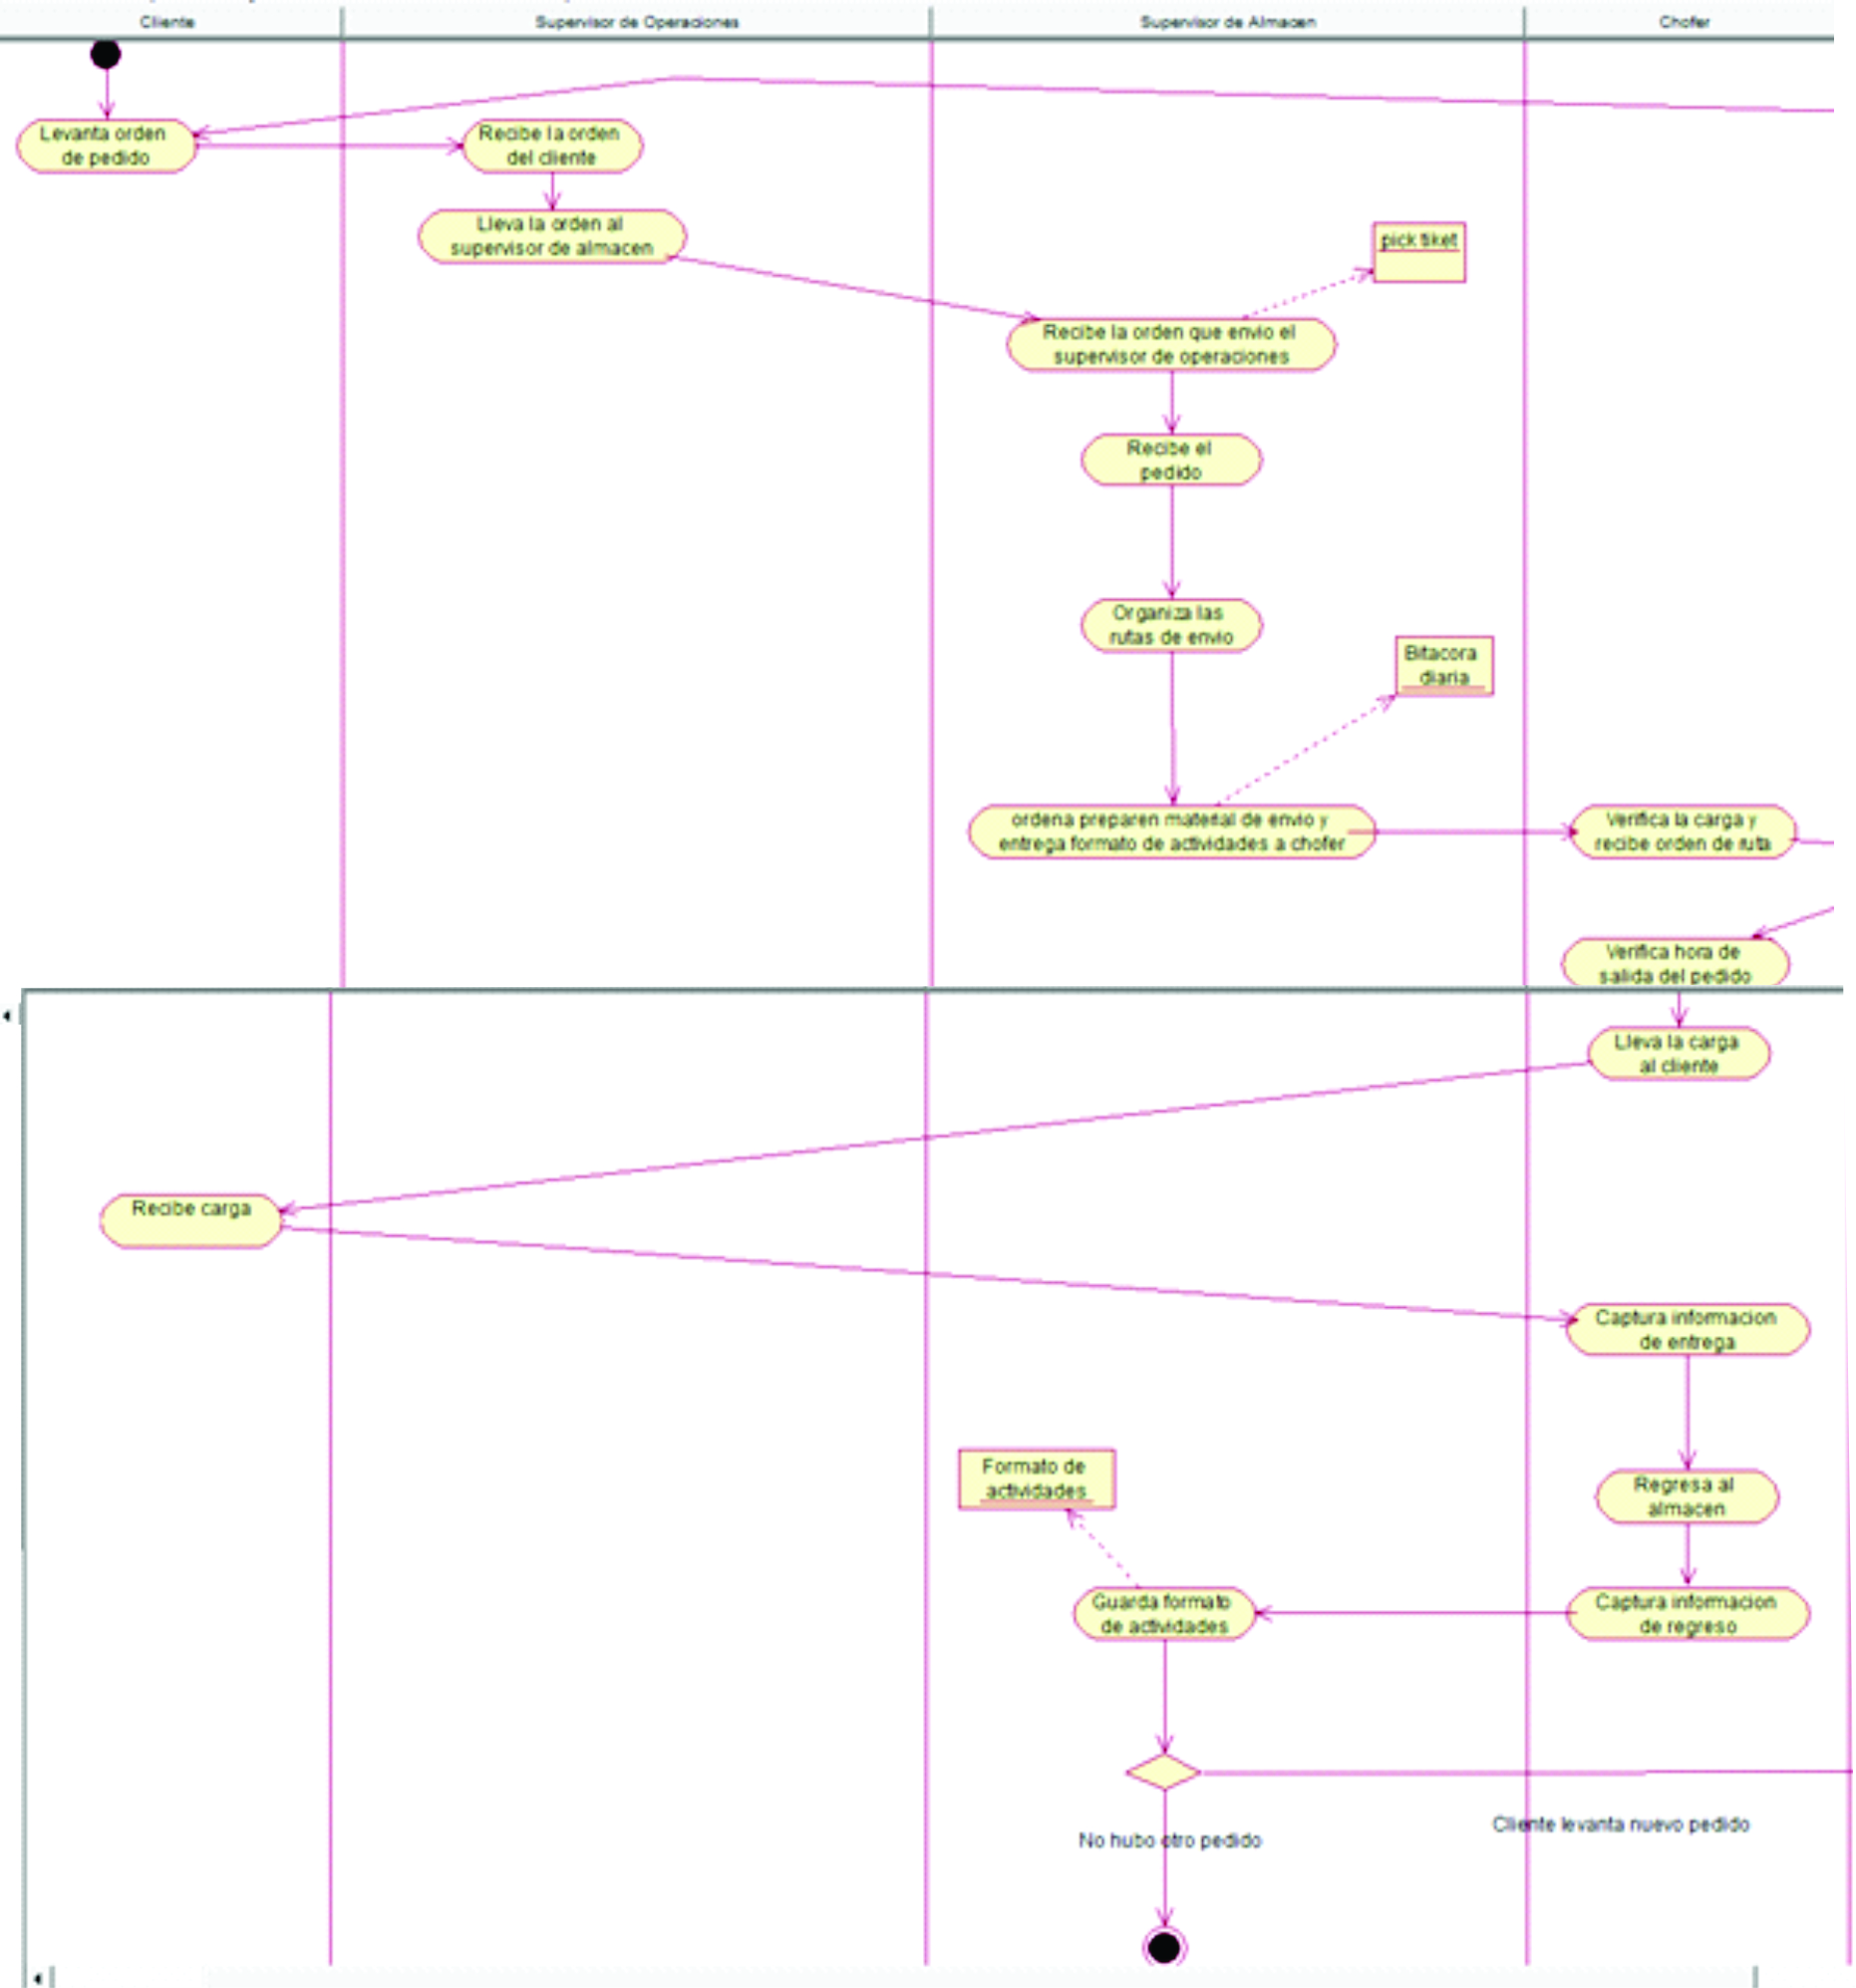 Cliente
Supervisor de Operaciones
Supervisor de Almacen
Chofer
Levanta orden
de pedido
Recibe la orden
del cliente
Lleva la orden al
supervisor de almacen
pick tiket
Recibe la orden que envio el
supervisor de operaciones
Recibe el
pedido
Organiza las
rutas de envio
Bitacora
diaria
ordena preparen material de envio y
entrega formato de actividades a chofer
Verifica la carga y
recibe orden de ruta
Verifica hora de
salida del pedido
Lleva la carga
al cliente
Recibe carga
Captura informacion
de entrega
Formato de
actividades
Regresa al
almacen
Guarda formato
de actividades
Captura informacion
de regreso
Cliente levanta nuevo pedido
No hubo otro pedido